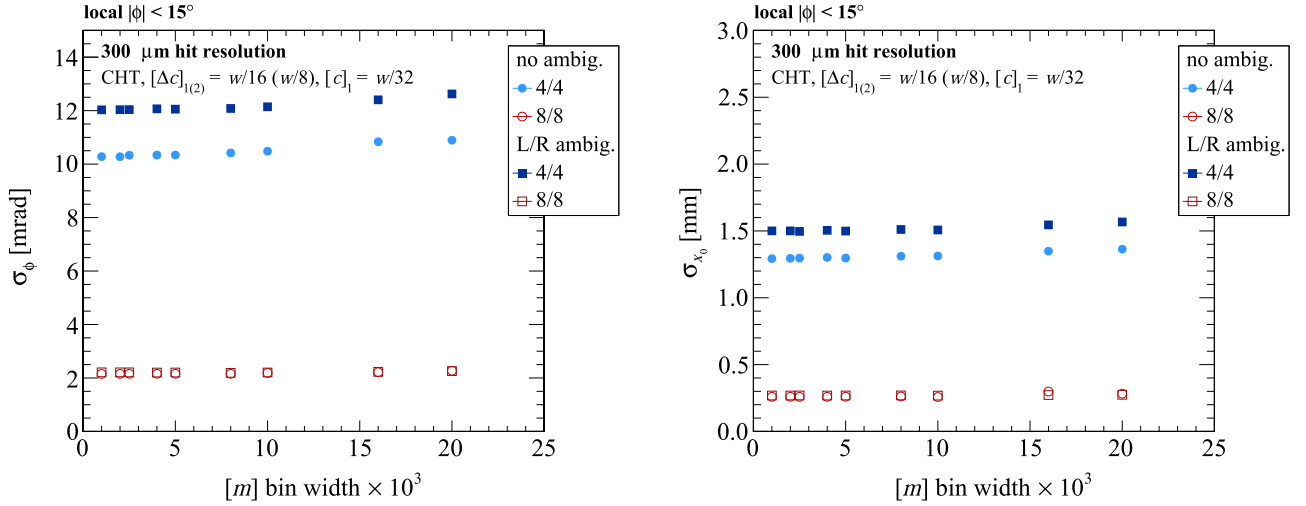 local |ϕ| < 15°
300 μm hit resolution
CHT, [Δc]1(2) = w/16 (w/8), [c]1 = w/32
no ambig.
4/4
8/8
L/R ambig.
4/4
8/8
σϕ [mrad]
14
12
10
8
6
4
2
0
0 5 10 15 20 25
[m] bin width × 10³
local |ϕ| < 15°
300 μm hit resolution
CHT, [Δc]1(2) = w/16 (w/8), [c]1 = w/32
no ambig.
4/4
8/8
L/R ambig.
4/4
8/8
σx0 [mm]
3.0
2.5
2.0
1.5
1.0
0.5
0.0
0 5 10 15 20 25
[m] bin width × 10³